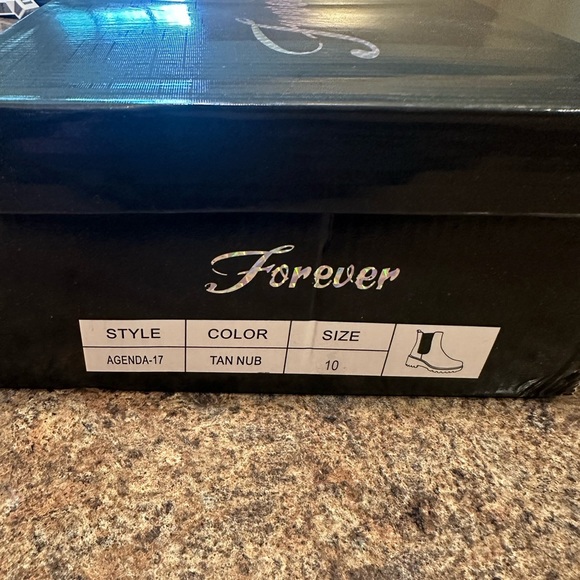 Forever
STYLE COLOR SIZE
AGENDA-17 TAN NUB 10